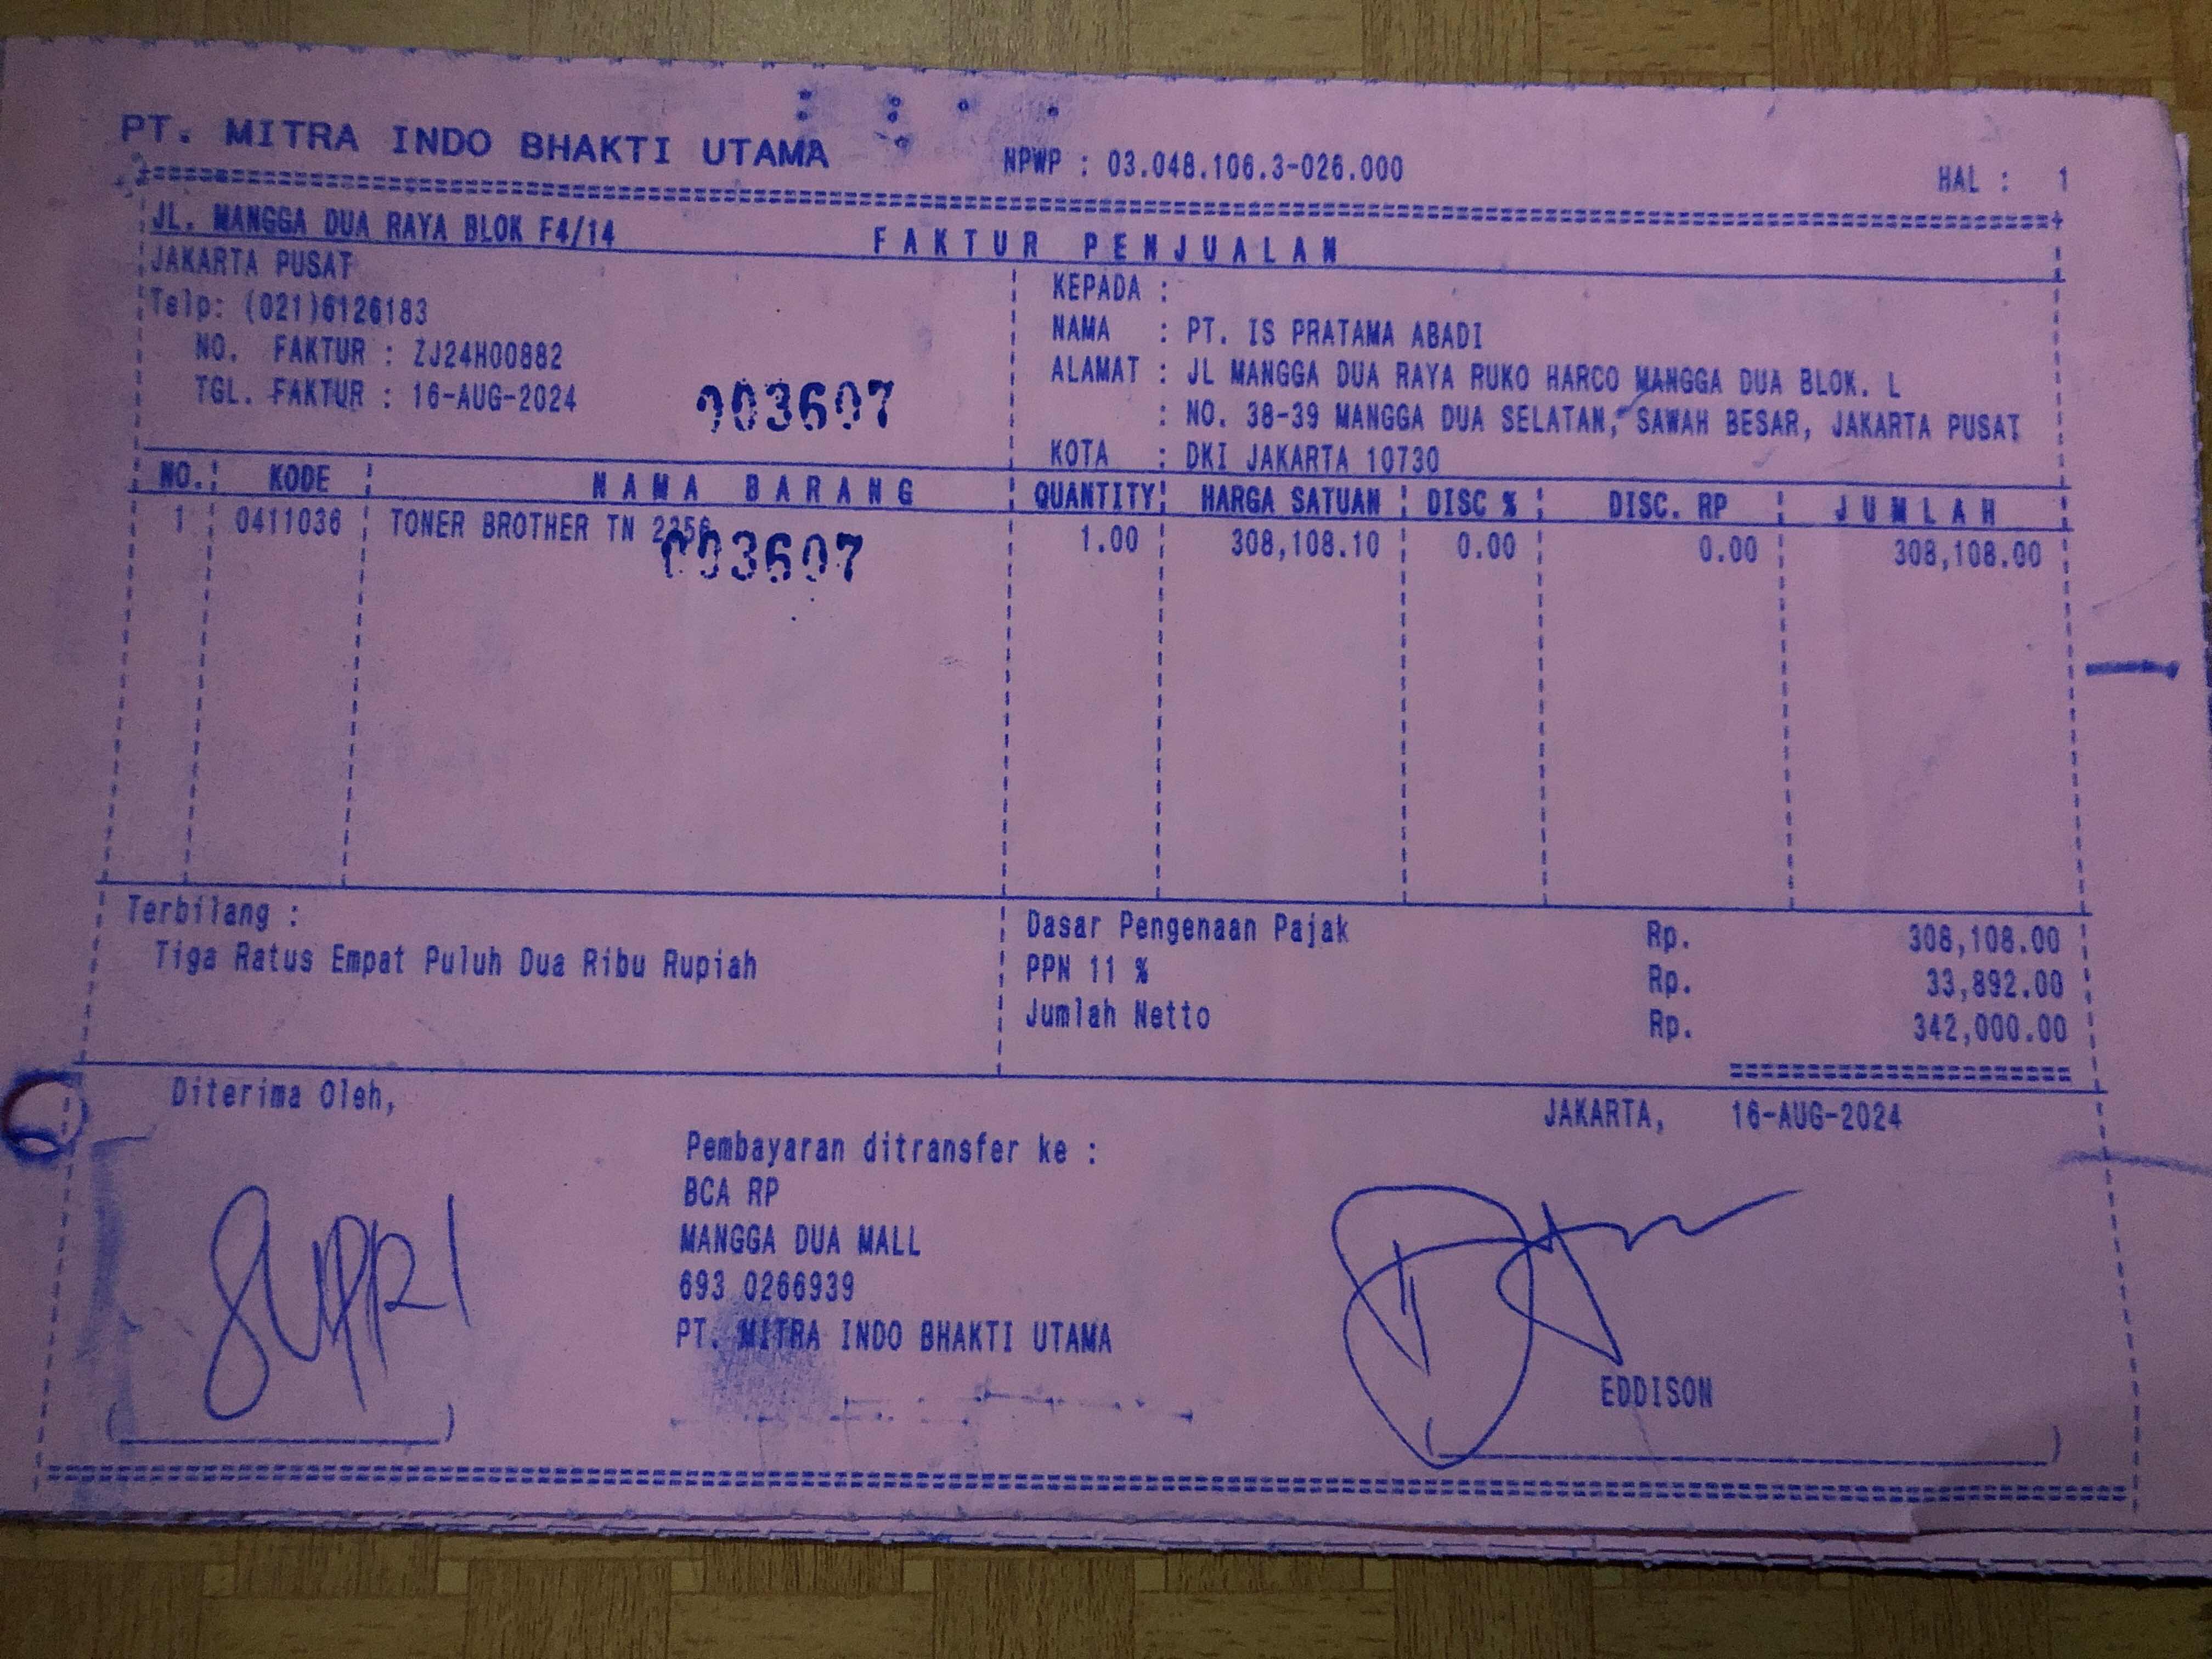 PT. MITRA INDO BHAKTI UTAMA NPWP : 03.048.106.3-026.000 HAL : 1
JL. MANGGA DUA RAYA BLOK F4/14 FAKTUR PENJUALAN
JAKARTA PUSAT
Telp: (021)6126183
NO. FAKTUR : ZJ24H00882
TGL. FAKTUR : 16-AUG-2024
003607
KEPADA :
NAMA : PT. IS PRATAMA ABADI
ALAMAT : JL MANGGA DUA RAYA RUKO HARCO MANGGA DUA BLOK. L
: NO. 38-39 MANGGA DUA SELATAN, SAWAH BESAR, JAKARTA PUSAT
KOTA : DKI JAKARTA 10730
NO. KODE NAMA BARANG QUANTITY HARGA SATUAN DISC % DISC. RP JUMLAH
1 0411036 TONER BROTHER TN 1.00 308,108.10 0.00 0.00 308,108.00
003607
Terbilang :
Tiga Ratus Empat Puluh Dua Ribu Rupiah
Dasar Pengenaan Pajak Rp. 308,108.00
PPN 11 % Rp. 33,892.00
Jumlah Netto Rp. 342,000.00
Diterima Oleh,
SUPRI
Pembayaran ditransfer ke :
BCA RP
MANGGA DUA MALL
693 0266939
PT. MITRA INDO BHAKTI UTAMA
JAKARTA, 16-AUG-2024
EDDISON